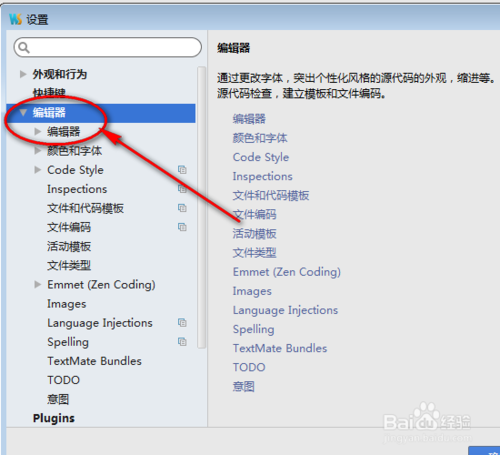 设置
外观和行为
快捷键
编辑器
编辑器
颜色和字体
Code Style
Inspections
文件和代码模板
文件编码
活动模板
文件类型
Emmet (Zen Coding)
Images
Language Injections
Spelling
TextMate Bundles
TODO
意图
Plugins
编辑器
通过更改字体，突出个性化风格的源代码的外观，缩进等。
源代码检查，建立模板和文件编码。
编辑器
颜色和字体
Code Style
Inspections
文件和代码模板
文件编码
活动模板
文件类型
Emmet (Zen Coding)
Images
Language Injections
Spelling
TextMate Bundles
TODO
意图
Baidu经验
jingyan.baidu.com